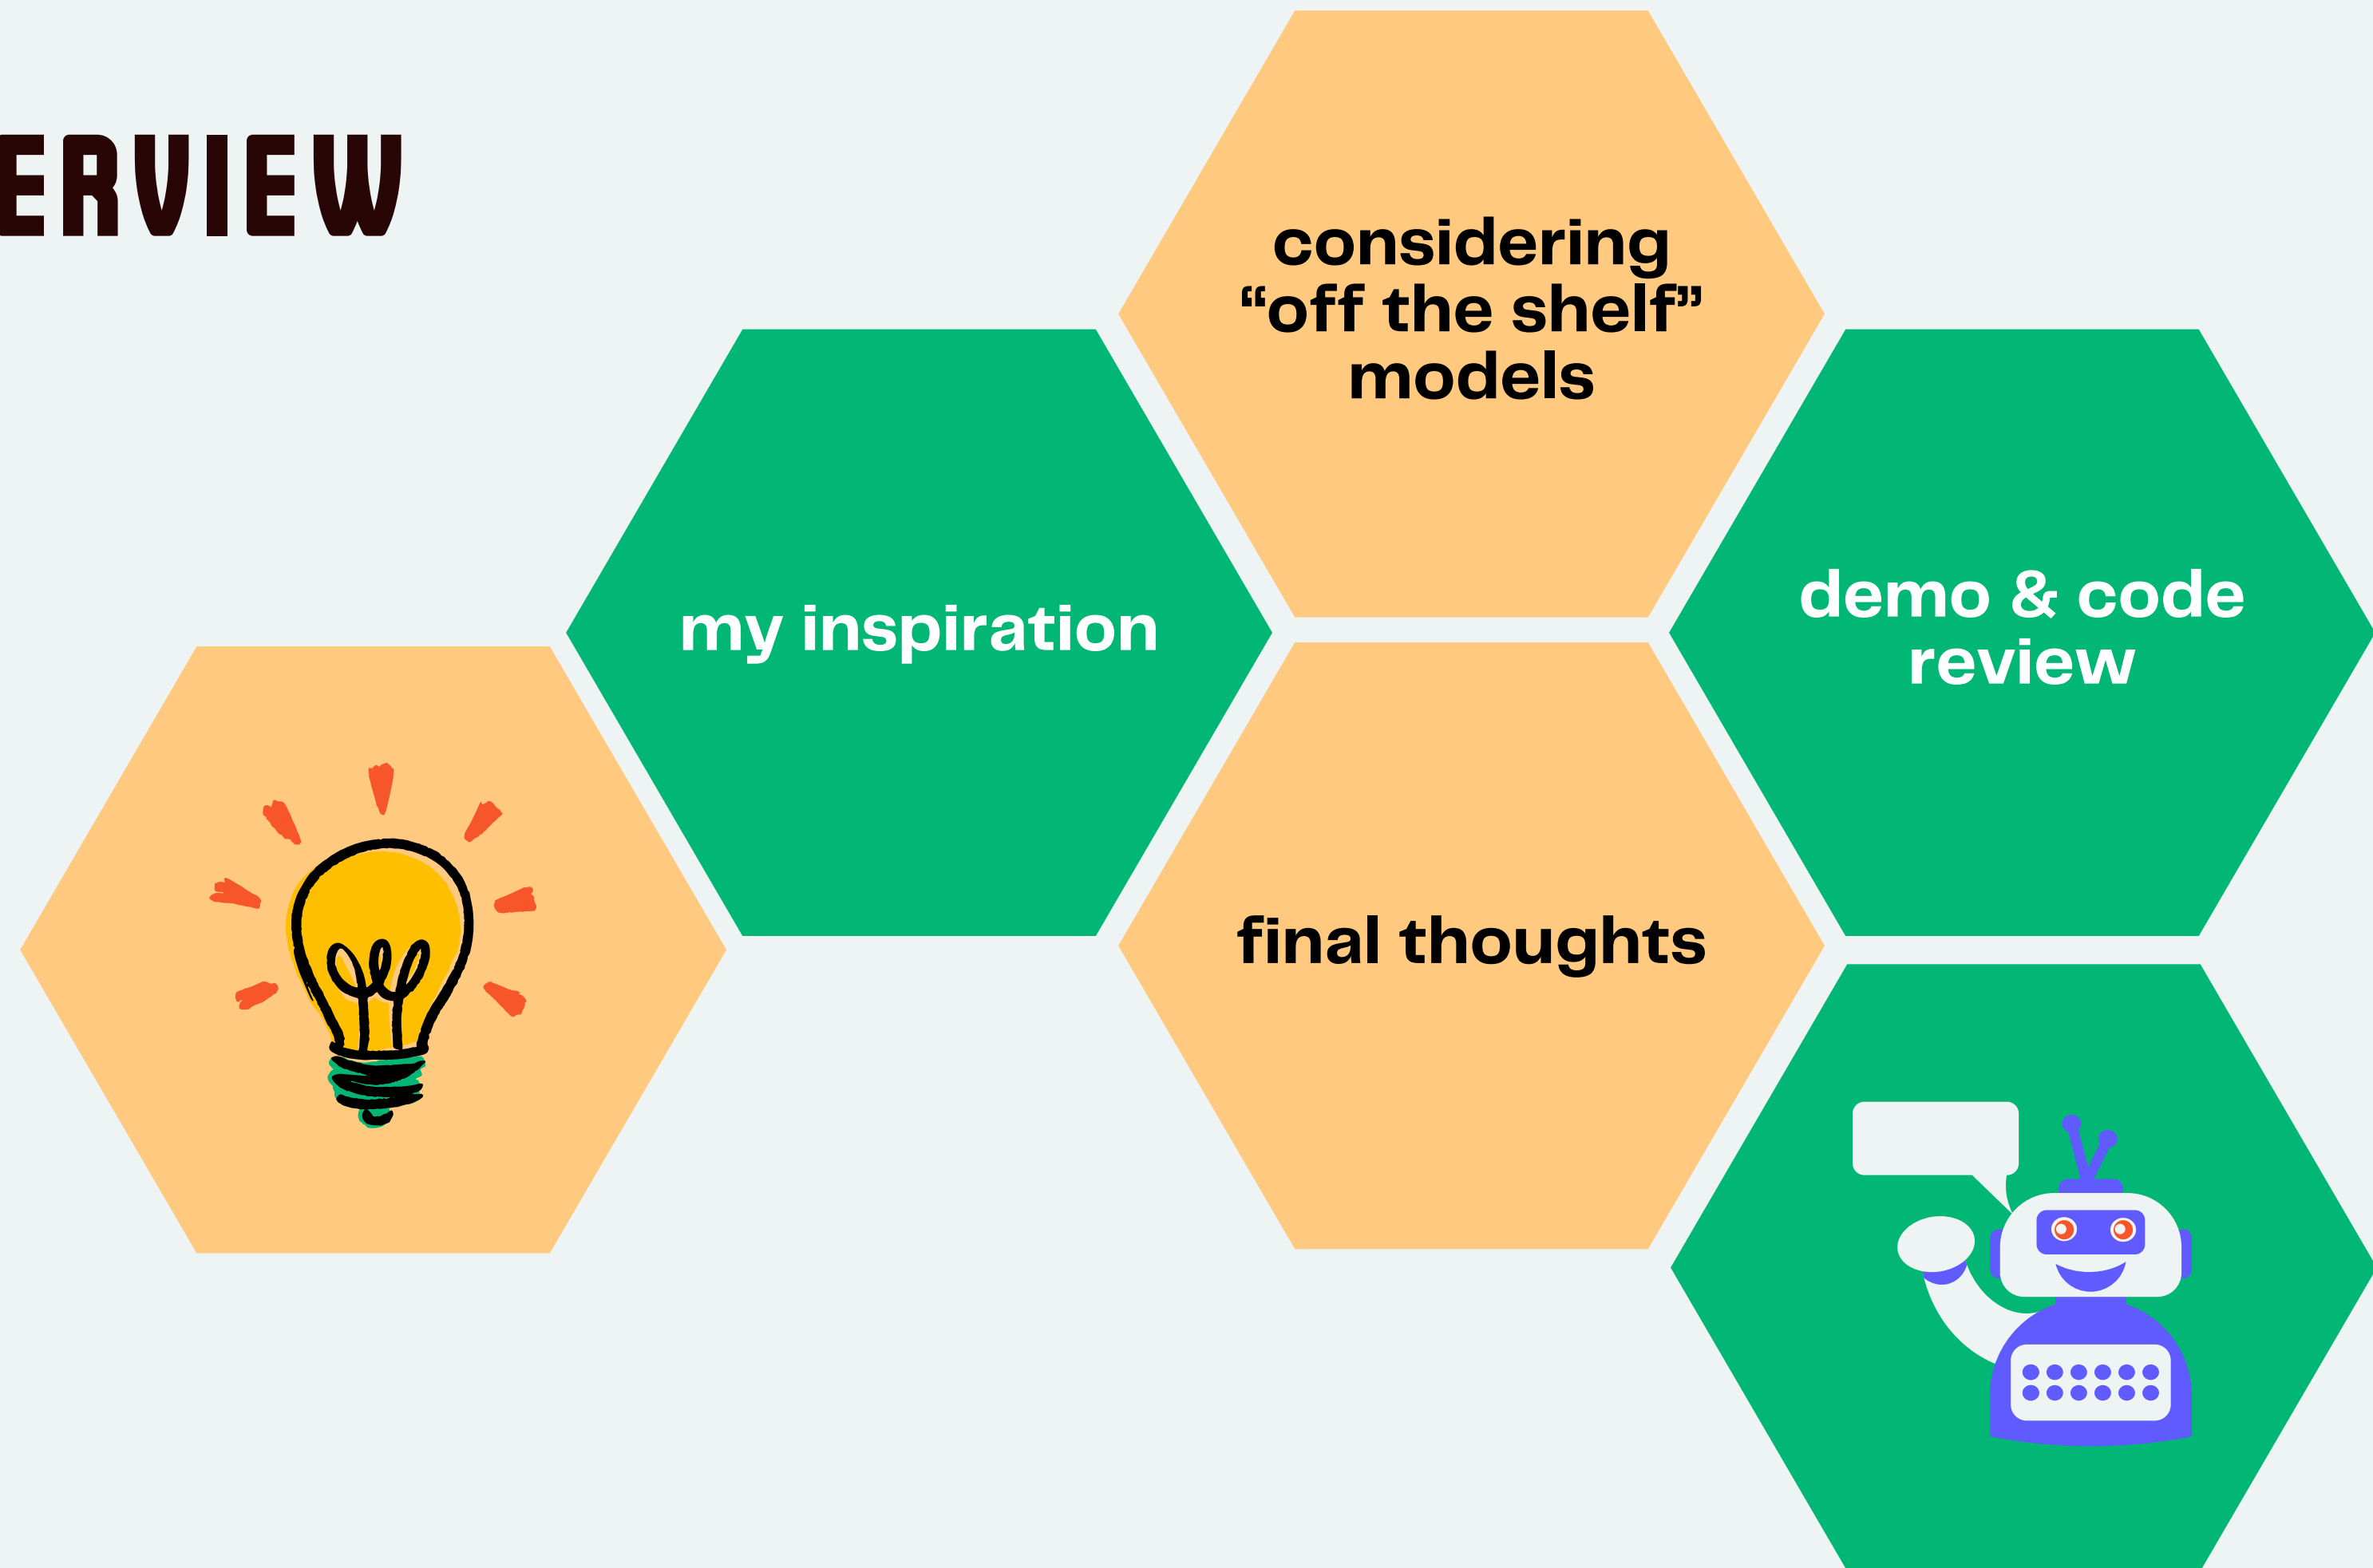 ERVIEW
my inspiration
considering
“off the shelf”
models
demo & code
review
final thoughts